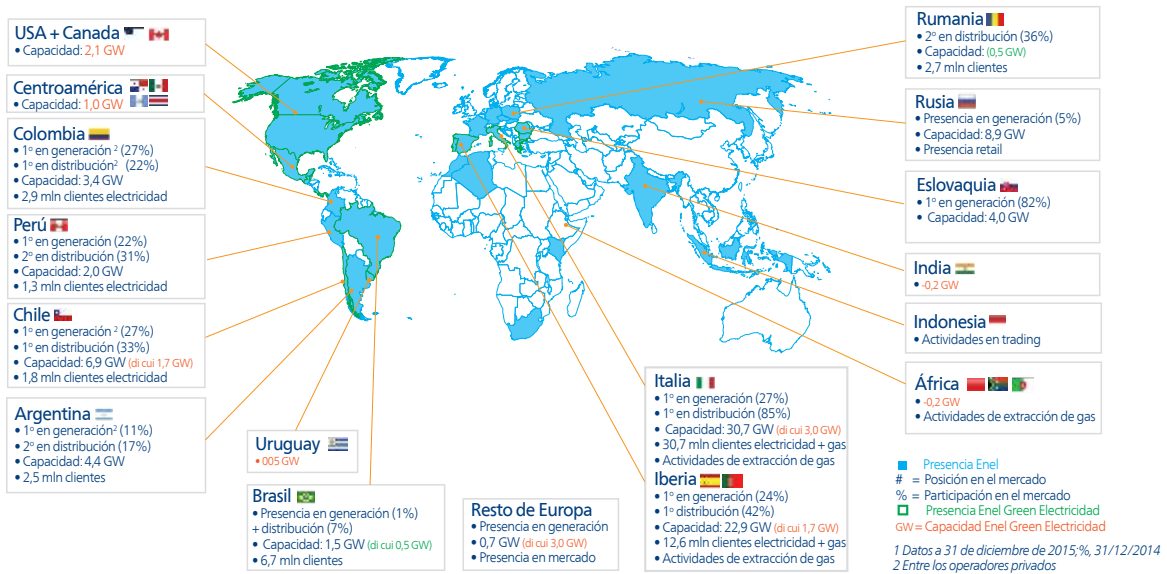 USA + Canada
• Capacidad: 2,1 GW
Centroamérica
• Capacidad: 1,0 GW
Colombia
• 1º en generación ² (27%)
• 1º en distribución² (22%)
• Capacidad: 3,4 GW
• 2,9 mln clientes electricidad
Perú
• 1º en generación (22%)
• 2º en distribución (31%)
• Capacidad: 2,0 GW
• 1,3 mln clientes electricidad
Chile
• 1º en generación ² (27%)
• 1º en distribución (33%)
• Capacidad: 6,9 GW (di cui 1,7 GW)
• 1,8 mln clientes electricidad
Argentina
• 1º en generación² (11%)
• 2º en distribución (17%)
• Capacidad: 4,4 GW
• 2,5 mln clientes
Uruguay
• 005 GW
Brasil
• Presencia en generación (1%)
+ distribución (7%)
• Capacidad: 1,5 GW (di cui 0,5 GW)
• 6,7 mln clientes
Resto de Europa
• Presencia en generación
• 0,7 GW (di cui 3,0 GW)
• Presencia en mercado
Italia
• 1º en generación (27%)
• 1º en distribución (85%)
• Capacidad: 30,7 GW (di cui 3,0 GW)
• 30,7 mln clientes electricidad + gas
• Actividades de extracción de gas
Iberia
• 1º en generación (24%)
• 1º distribución (42%)
• Capacidad: 22,9 GW (di cui 1,7 GW)
• 12,6 mln clientes electricidad + gas
• Actividades de extracción de gas
Rumania
• 2º en distribución (36%)
• Capacidad: (0,5 GW)
• 2,7 mln clientes
Rusia
• Presencia en generación (5%)
• Capacidad: 8,9 GW
• Presencia retail
Eslovaquia
• 1º en generación (82%)
• Capacidad: 4,0 GW
India
• -0,2 GW
Indonesia
• Actividades en trading
África
• -0,2 GW
• Actividades de extracción de gas
Presencia Enel
# = Posición en el mercado
% = Participación en el mercado
Presencia Enel Green Electricidad
GW = Capacidad Enel Green Electricidad
1 Datos a 31 de diciembre de 2015;%, 31/12/2014
2 Entre los operadores privados